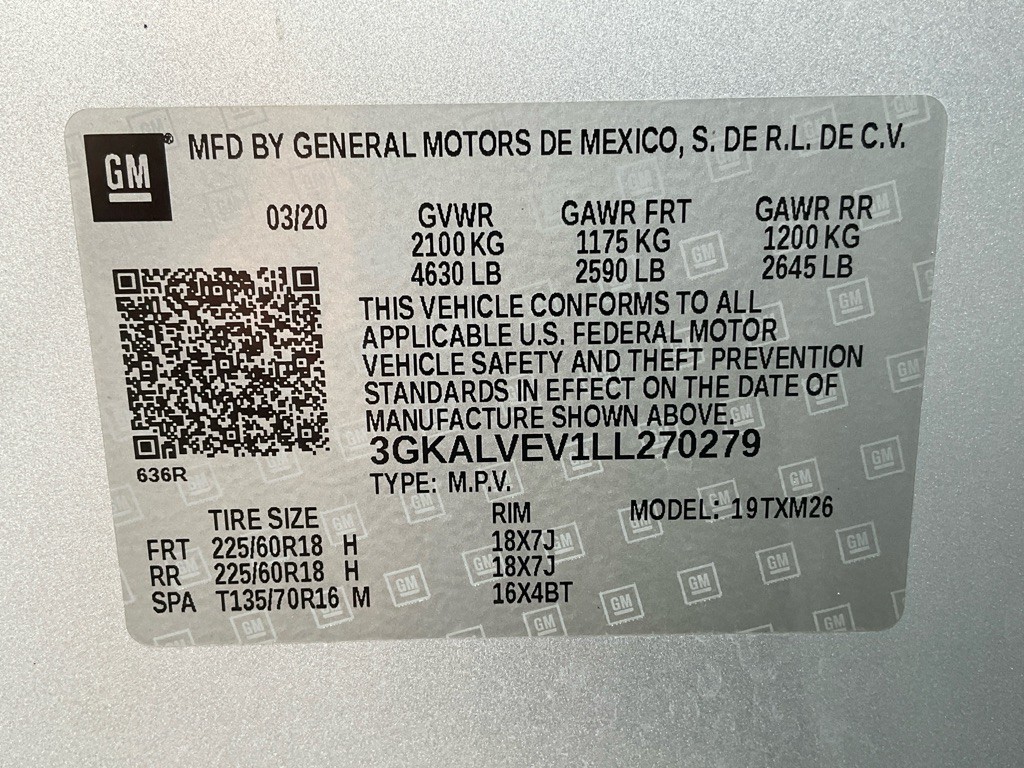 GM® MFD BY GENERAL MOTORS DE MEXICO, S. DE R.L. DE C.V.
03/20 GVWR GAWR FRT GAWR RR
2100 KG 1175 KG 1200 KG
4630 LB 2590 LB 2645 LB
THIS VEHICLE CONFORMS TO ALL
APPLICABLE U.S. FEDERAL MOTOR
VEHICLE SAFETY AND THEFT PREVENTION
STANDARDS IN EFFECT ON THE DATE OF
MANUFACTURE SHOWN ABOVE.
3GKALVEV1LL270279
636R
TYPE: M.P.V.
TIRE SIZE RIM MODEL: 19TXM26
FRT 225/60R18 H 18X7J
RR 225/60R18 H 18X7J
SPA T135/70R16 M 16X4BT